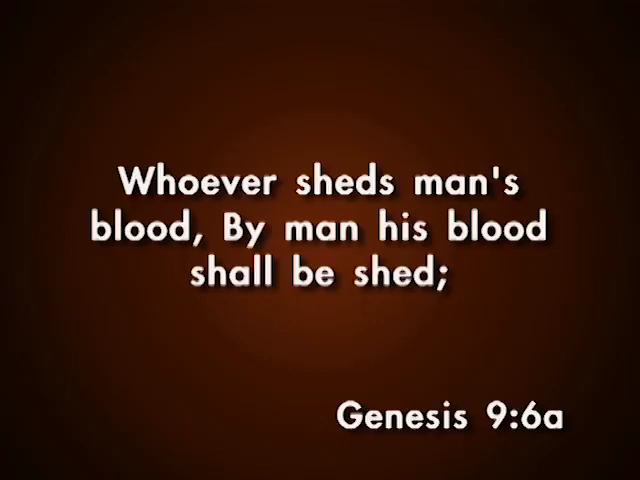 Whoever sheds man's
blood, By man his blood
shall be shed;
Genesis 9:6a